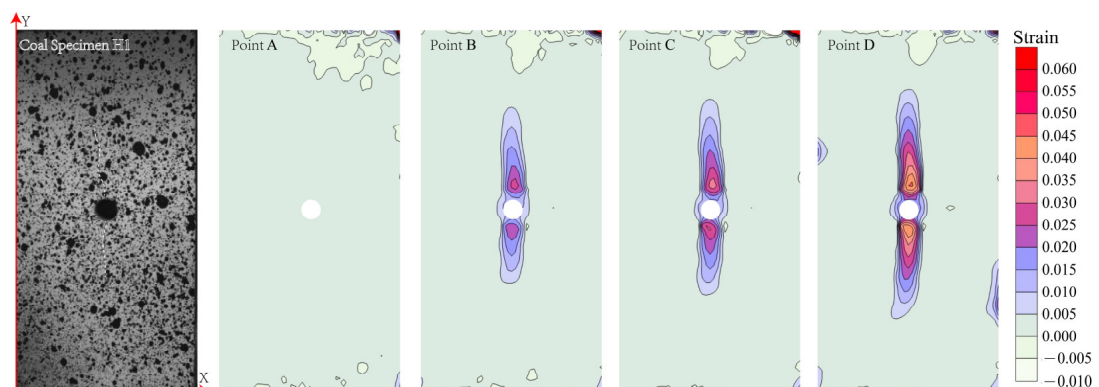 Y
Coal Specimen H1
X
Point A
Point B
Point C
Point D
Strain
0.060
0.055
0.050
0.045
0.040
0.035
0.030
0.025
0.020
0.015
0.010
0.005
0.000
−0.005
−0.010